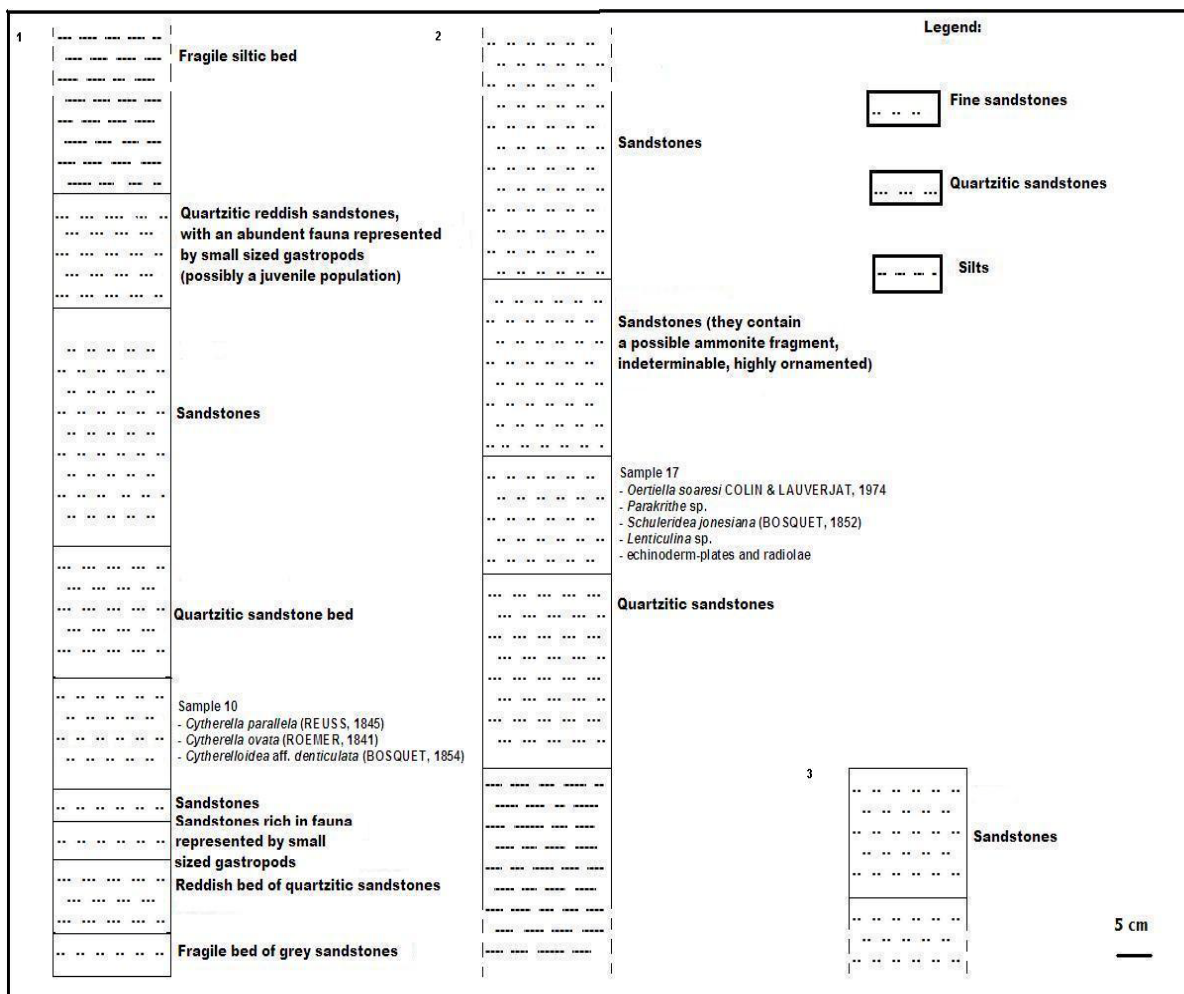 1
Fragile siltic bed
Quartzitic reddish sandstones,
with an abundent fauna represented
by small sized gastropods
(possibly a juvenile population)
Sandstones
Quartzitic sandstone bed
Sample 10
- Cytherella parallela (REUSS, 1845)
- Cytherella ovata (ROEMER, 1841)
- Cytherelloidea aff. denticulata (BOSQUET, 1854)
Sandstones
Sandstones rich in fauna
represented by small
sized gastropods
Reddish bed of quartzitic sandstones
Fragile bed of grey sandstones
2
Sandstones
Sandstones (they contain
a possible ammonite fragment,
indeterminable, highly ornamented)
Sample 17
- Oertiella soaresi COLIN & LAUVERJAT, 1974
- Parakrithe sp.
- Schuleridea jonesiana (BOSQUET, 1852)
- Lenticulina sp.
- echinoderm-plates and radiolae
Quartzitic sandstones
Legend:
Fine sandstones
Quartzitic sandstones
Silts
3
Sandstones
5 cm